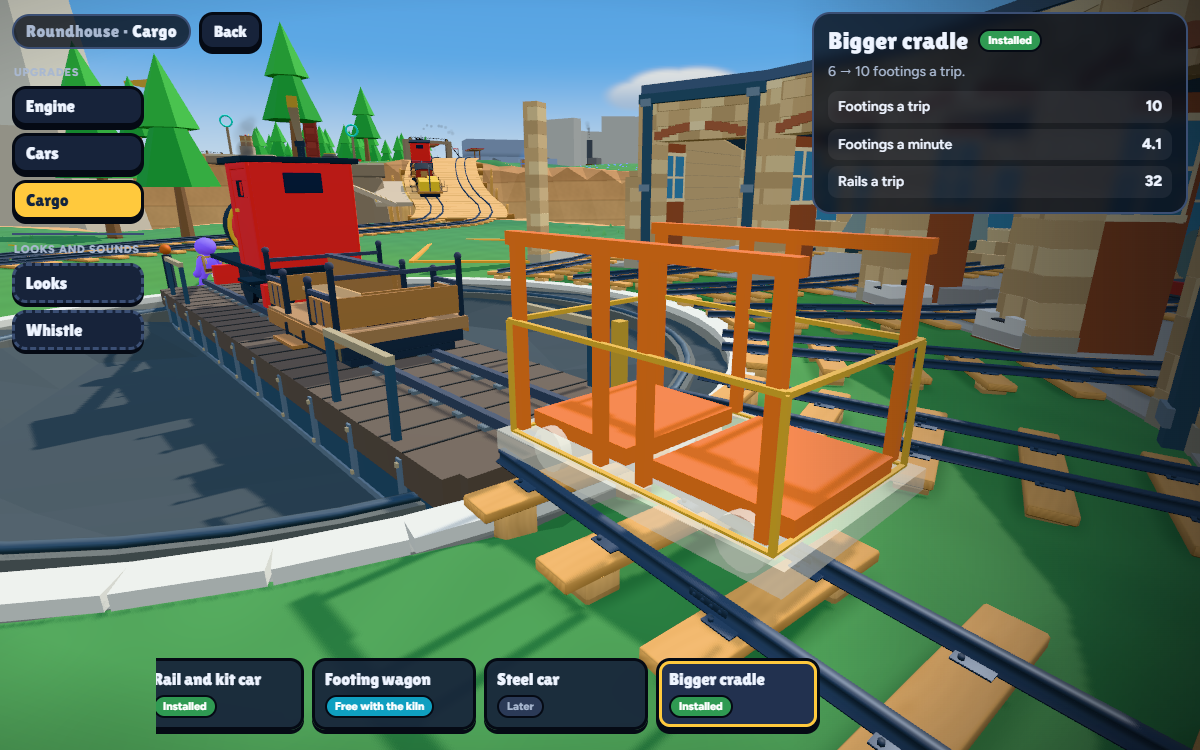 Roundhouse · Cargo
Back
UPGRADES
Engine
Cars
Cargo
LOOKS AND SOUNDS
Looks
Whistle
Bigger cradle
Installed
6 → 10 footings a trip.
Footings a trip 10
Footings a minute 4.1
Rails a trip 32
Rail and kit car
Installed
Footing wagon
Free with the kiln
Steel car
Later
Bigger cradle
Installed